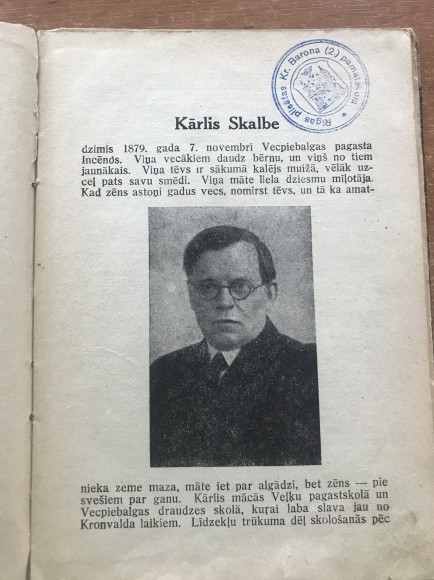 Rīgas pilsētas Kr. Barona (2.) pamatskola
Kārlis Skalbe
dzimis 1879. gada 7. novembrī Vecpiebalgas pagasta
Incēnos. Viņa vecākiem daudz bērnu, un viņš no tiem
jaunākais. Viņa tēvs ir sākumā kalējs muižā, vēlāk uz-
ceļ pats savu smēdi. Viņa māte liela dziesmu mīļotāja.
Kad zēns astoņi gadus vecs, nomirst tēvs, un tā ka amat-
nieka zeme maza, māte iet par algādzi, bet zēns — pie
svešiem par ganu. Kārlis mācās Veļķu pagastskolā un
Vecpiebalgas draudzes skolā, kuŗai laba slava jau no
Kronvalda laikiem. Līdzekļu trūkuma dēļ skološanās pēc